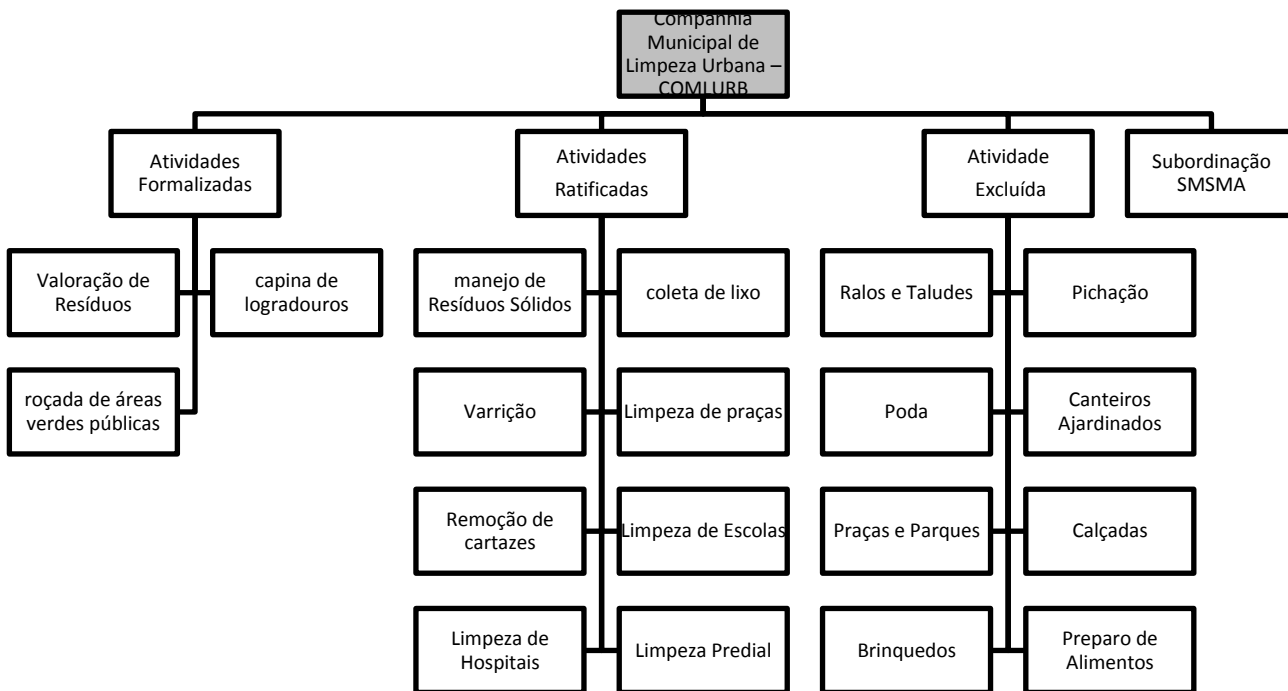 Companhia
Municipal de
Limpeza Urbana –
COMLURB
Atividades
Formalizadas
Atividades
Ratificadas
Atividade
Excluída
Subordinação
SMSMA
Valoração de
Resíduos
capina de
logradouros
manejo de
Resíduos Sólidos
coleta de lixo
Ralos e Taludes
Pichação
roçada de áreas
verdes públicas
Varrição
Limpeza de praças
Poda
Canteiros
Ajardinados
Remoção de
cartazes
Limpeza de Escolas
Praças e Parques
Calçadas
Limpeza de
Hospitais
Limpeza Predial
Brinquedos
Preparo de
Alimentos